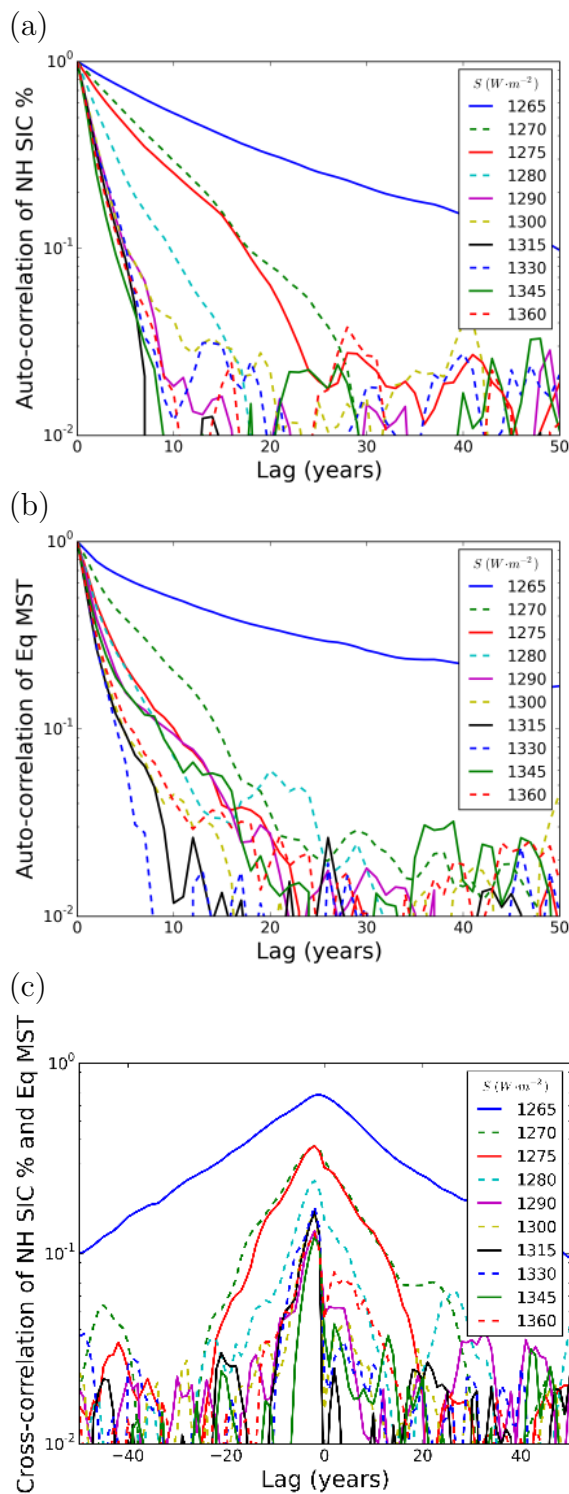 (a)
Auto-correlation of NH SIC %
10^0
10^-1
10^-2
S (W·m^-2)
1265
1270
1275
1280
1290
1300
1315
1330
1345
1360
0 10 20 30 40 50
Lag (years)
(b)
Auto-correlation of Eq MST
10^0
10^-1
10^-2
S (W·m^-2)
1265
1270
1275
1280
1290
1300
1315
1330
1345
1360
0 10 20 30 40 50
Lag (years)
(c)
Cross-correlation of NH SIC % and Eq MST
10^0
10^-1
10^-2
S (W·m^-2)
1265
1270
1275
1280
1290
1300
1315
1330
1345
1360
−40 −20 0 20 40
Lag (years)